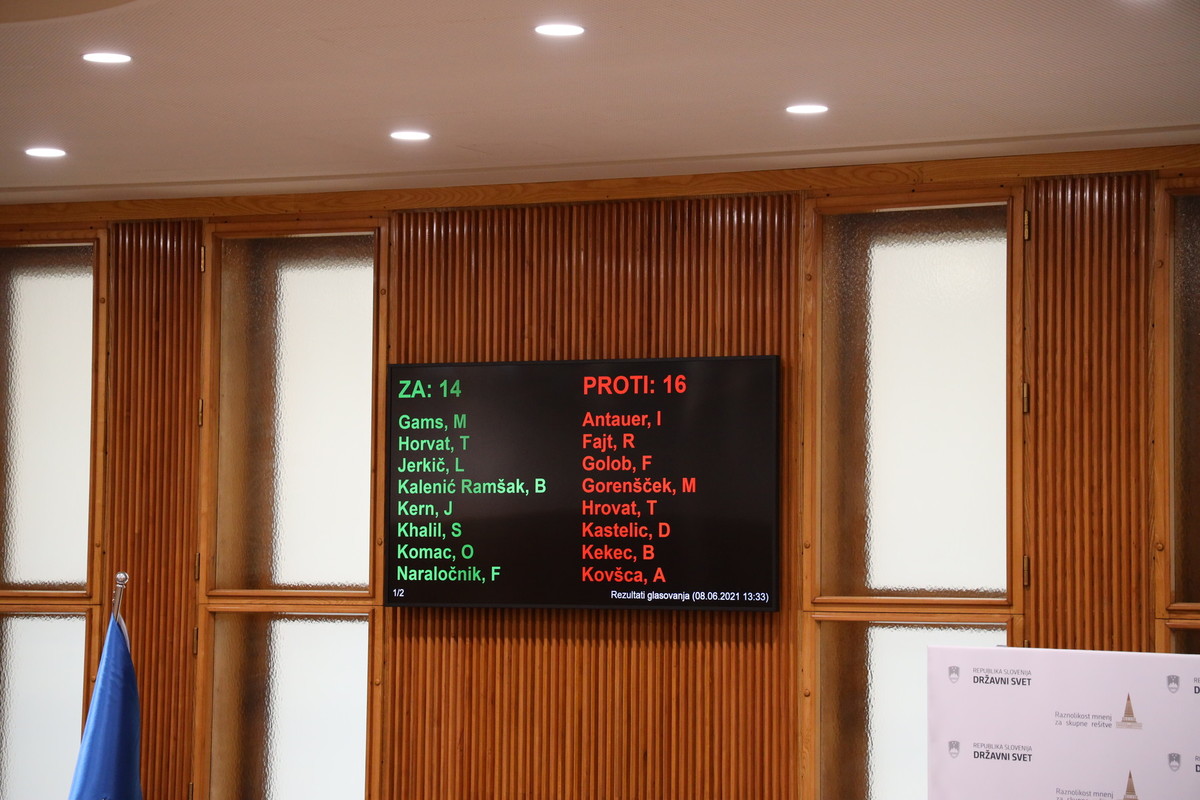 ZA: 14
Gams, M
Horvat, T
Jerkič, L
Kalenić Ramšak, B
Kern, J
Khalil, S
Komac, O
Naraločnik, F
1/2
PROTI: 16
Antauer, I
Fajt, R
Golob, F
Gorenšček, M
Hrovat, T
Kastelic, D
Kekec, B
Kovšca, A
Rezultati glasovanja (08.06.2021 13:33)
REPUBLIKA SLOVENIJA
DRŽAVNI SVET
Raznolikost mnenj
za skupne rešitve
REPUBLIKA SLOVENIJA
DRŽAVNI SVET
Raznolikost mnenj